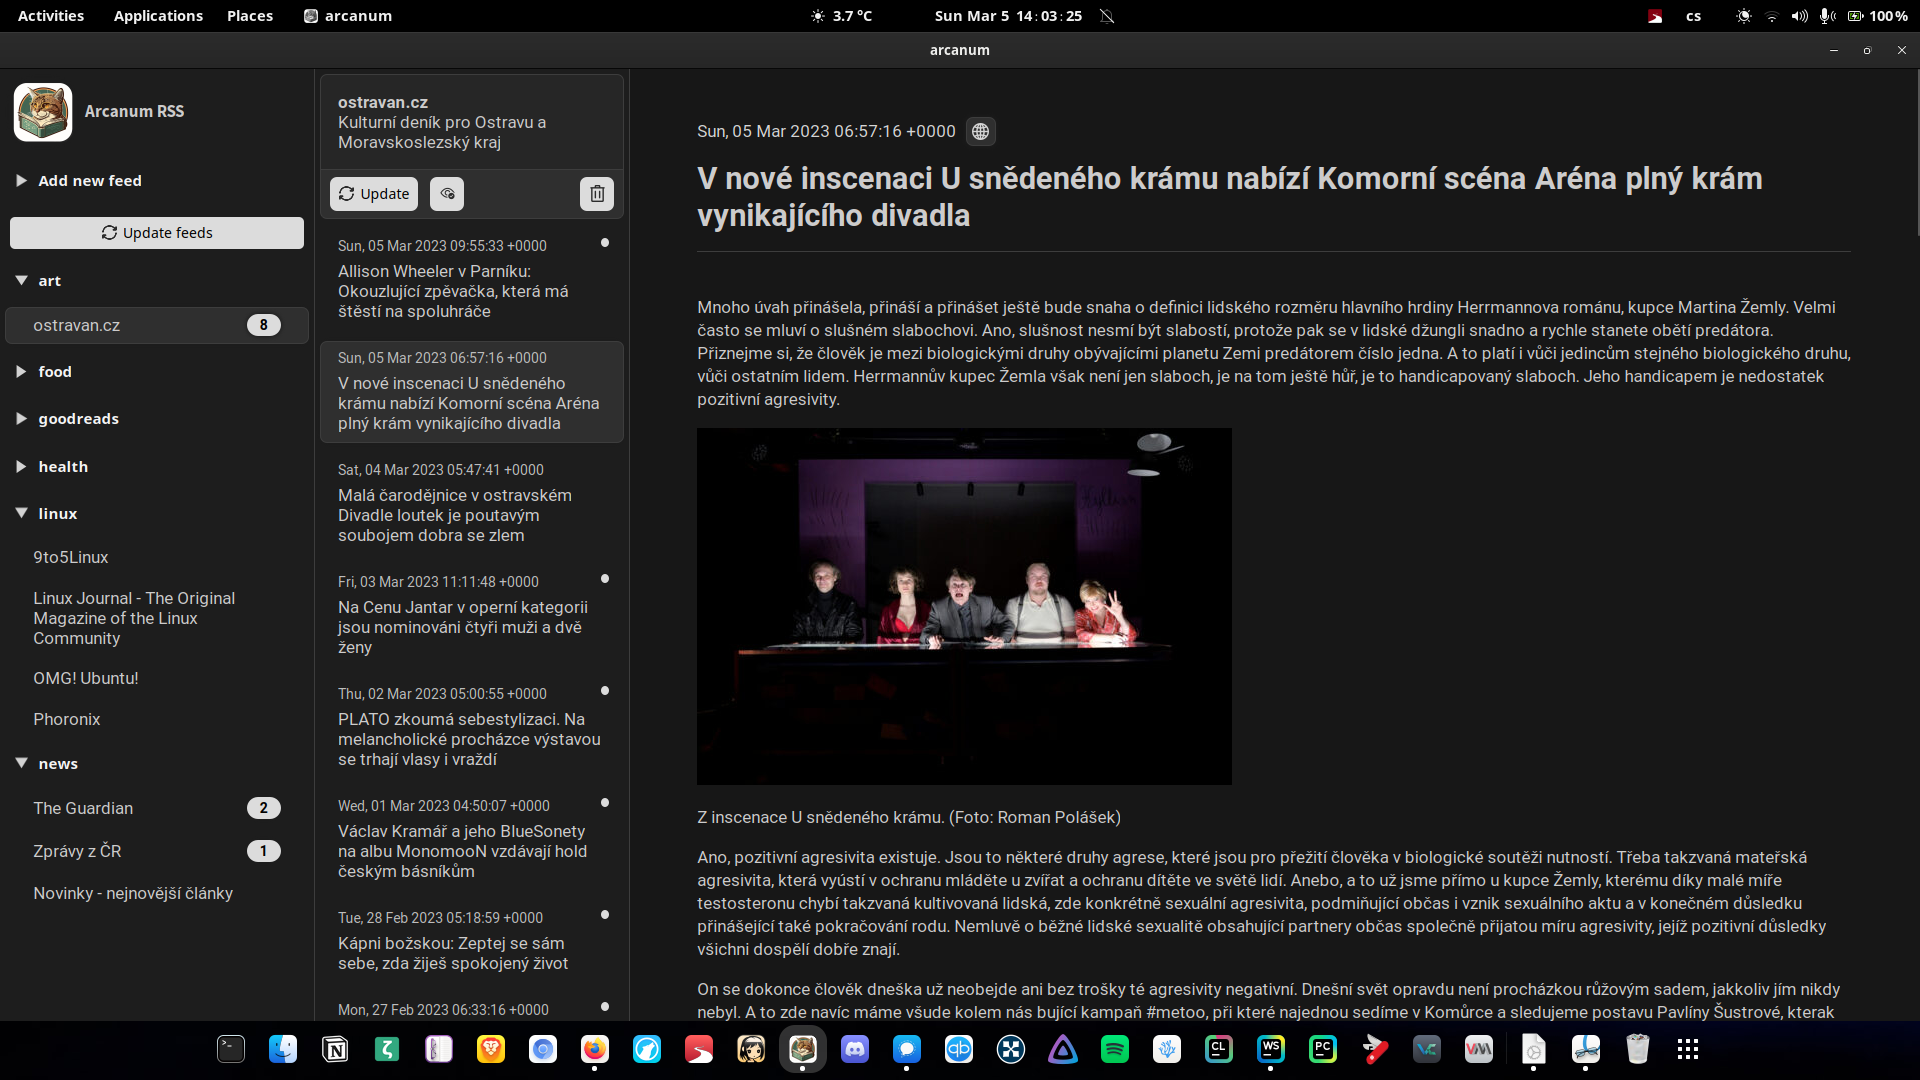 Activities Applications Places arcanum 3.7 °C Sun Mar 5 14:03:25 cs 100%
arcanum
Arcanum RSS
Add new feed
Update feeds
art
ostravan.cz 8
food
goodreads
health
linux
9to5Linux
Linux Journal - The Original
Magazine of the Linux
Community
OMG! Ubuntu!
Phoronix
news
The Guardian 2
Zprávy z ČR 1
Novinky - nejnovější články
ostravan.cz
Kulturní deník pro Ostravu a
Moravskoslezský kraj
Update
Sun, 05 Mar 2023 09:55:33 +0000
Allison Wheeler v Parníku:
Okouzlující zpěvačka, která má
štěstí na spoluhráče
Sun, 05 Mar 2023 06:57:16 +0000
V nové inscenaci U snědeného
krámu nabízí Komorní scéna Aréna
plný krám vynikajícího divadla
Sat, 04 Mar 2023 05:47:41 +0000
Malá čarodějnice v ostravském
Divadle loutek je poutavým
soubojem dobra se zlem
Fri, 03 Mar 2023 11:11:48 +0000
Na Cenu Jantar v operní kategorii
jsou nominováni čtyři muži a dvě
ženy
Thu, 02 Mar 2023 05:00:55 +0000
PLATO zkoumá sebestylizaci. Na
melancholické procházce výstavou
se trhají vlasy i vraždí
Wed, 01 Mar 2023 04:50:07 +0000
Václav Kramář a jeho BlueSonety
na albu MonomooN vzdávají hold
českým básníkům
Tue, 28 Feb 2023 05:18:59 +0000
Kápni božskou: Zeptej se sám
sebe, zda žiješ spokojený život
Mon, 27 Feb 2023 06:33:16 +0000
Sun, 05 Mar 2023 06:57:16 +0000
V nové inscenaci U snědeného krámu nabízí Komorní scéna Aréna plný krám
vynikajícího divadla
Mnoho úvah přinášela, přináší a přinášet ještě bude snaha o definici lidského rozměru hlavního hrdiny Herrmannova románu, kupce Martina Žemly. Velmi
často se mluví o slušném slabochovi. Ano, slušnost nesmí být slabostí, protože pak se v lidské džungli snadno a rychle stanete obětí predátora.
Přiznejme si, že člověk je mezi biologickými druhy obývajícími planetu Zemi predátorem číslo jedna. A to platí i vůči jedincům stejného biologického druhu,
vůči ostatním lidem. Herrmannův kupec Žemla však není jen slaboch, je na tom ještě hůř, je to handicapovaný slaboch. Jeho handicapem je nedostatek
pozitivní agresivity.
Z inscenace U snědeného krámu. (Foto: Roman Polášek)
Ano, pozitivní agresivita existuje. Jsou to některé druhy agrese, které jsou pro přežití člověka v biologické soutěži nutností. Třeba takzvaná mateřská
agresivita, která vyústí v ochranu mláděte u zvířat a ochranu dítěte ve světě lidí. Anebo, a to už jsme přímo u kupce Žemly, kterému díky malé míře
testosteronu chybí takzvaná kultivovaná lidská, zde konkrétně sexuální agresivita, podmiňující občas i vznik sexuálního aktu a v konečném důsledku
přinášející také pokračování rodu. Nemluvě o běžné lidské sexualitě obsahující partnery občas společně přijatou míru agresivity, jejíž pozitivní důsledky
všichni dospělí dobře znají.
On se dokonce člověk dneška už neobejde ani bez trošky té agresivity negativní. Dnešní svět opravdu není procházkou růžovým sadem, jakkoliv jím nikdy
nebyl. A to zde navíc máme všude kolem nás bující kampaň #metoo, při které najednou sedíme v Komůrce a sledujeme postavu Pavlíny Šustrové, kterak
N qb CL WS PC